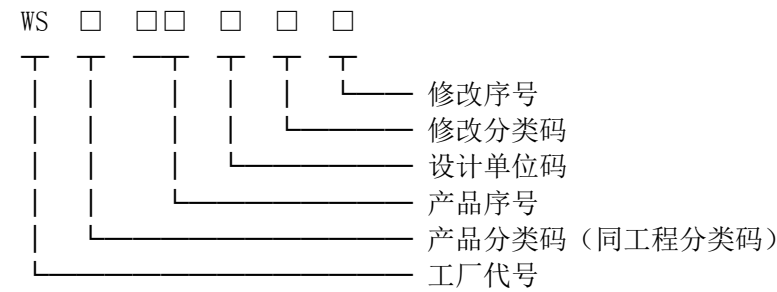 WS □ □□ □ □ □
修改序号
修改分类码
设计单位码
产品序号
产品分类码（同工程分类码）
工厂代号